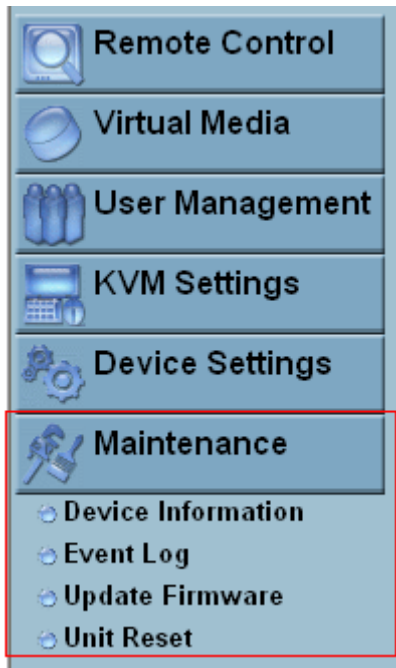 Remote Control
Virtual Media
User Management
KVM Settings
Device Settings
Maintenance
Device Information
Event Log
Update Firmware
Unit Reset